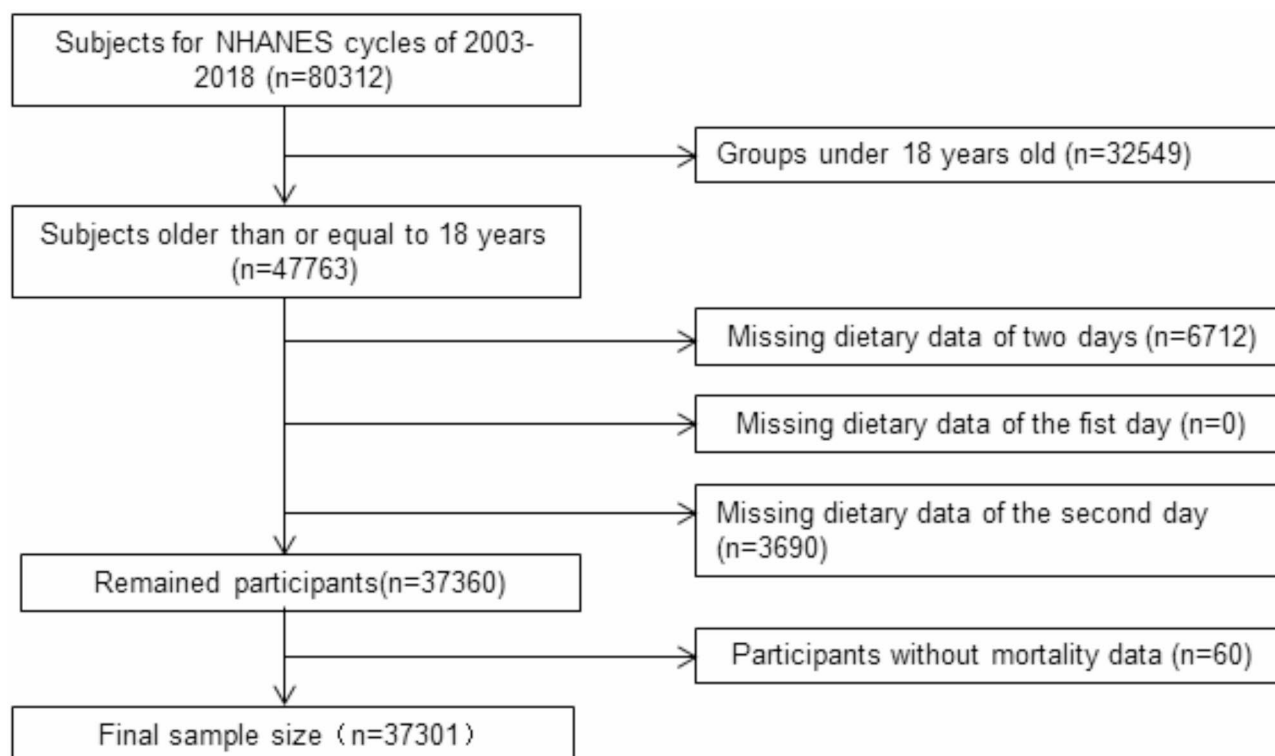 Subjects for NHANES cycles of 2003-
2018 (n=80312)
Groups under 18 years old (n=32549)
Subjects older than or equal to 18 years
(n=47763)
Missing dietary data of two days (n=6712)
Missing dietary data of the fist day (n=0)
Missing dietary data of the second day
(n=3690)
Remained participants(n=37360)
Participants without mortality data (n=60)
Final sample size（n=37301）